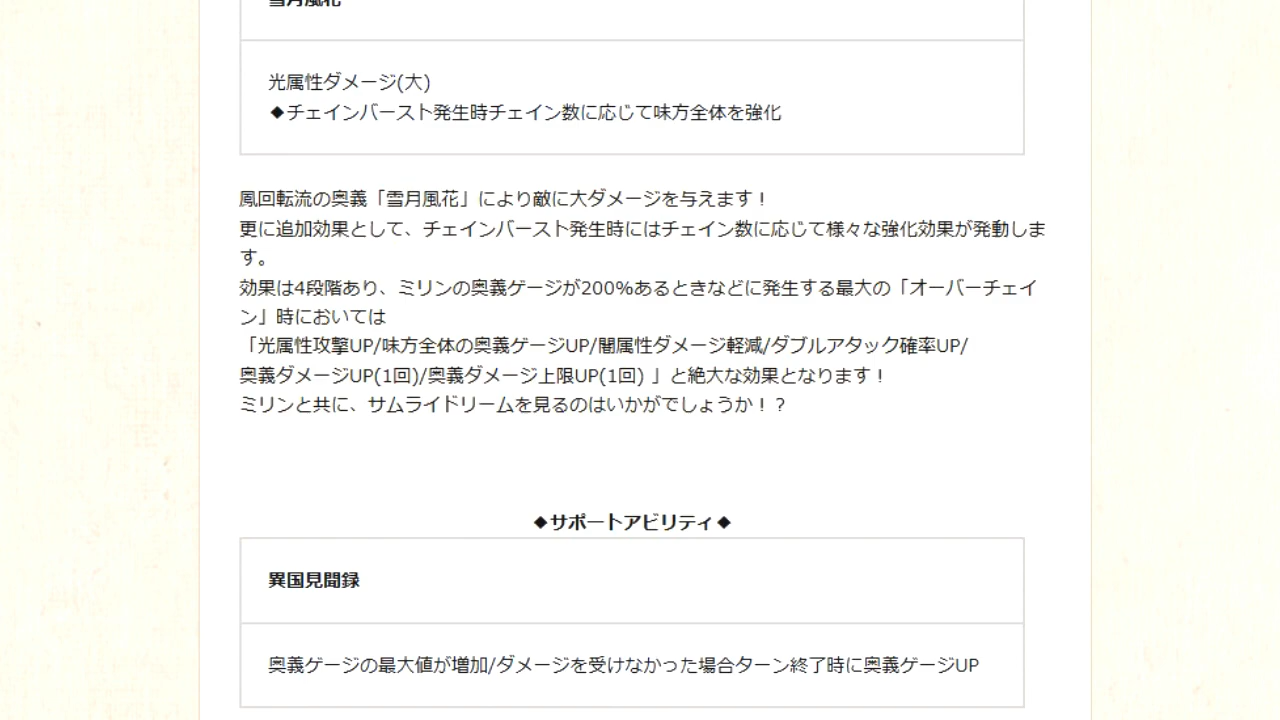 雪月風花
光属性ダメージ(大)
◆チェインバースト発生時チェイン数に応じて味方全体を強化
鳳回転流の奥義「雪月風花」により敵に大ダメージを与えます！
更に追加効果として、チェインバースト発生時にはチェイン数に応じて様々な強化効果が発動しま
す。
効果は4段階あり、ミリンの奥義ゲージが200%あるときなどに発生する最大の「オーバーチェイ
ン」時においては
「光属性攻撃UP/味方全体の奥義ゲージUP/闇属性ダメージ軽減/ダブルアタック確率UP/
奥義ダメージUP(1回)/奥義ダメージ上限UP(1回) 」と絶大な効果となります！
ミリンと共に、サムライドリームを見るのはいかがでしょうか！？
◆サポートアビリティ◆
異国見聞録
奥義ゲージの最大値が増加/ダメージを受けなかった場合ターン終了時に奥義ゲージUP